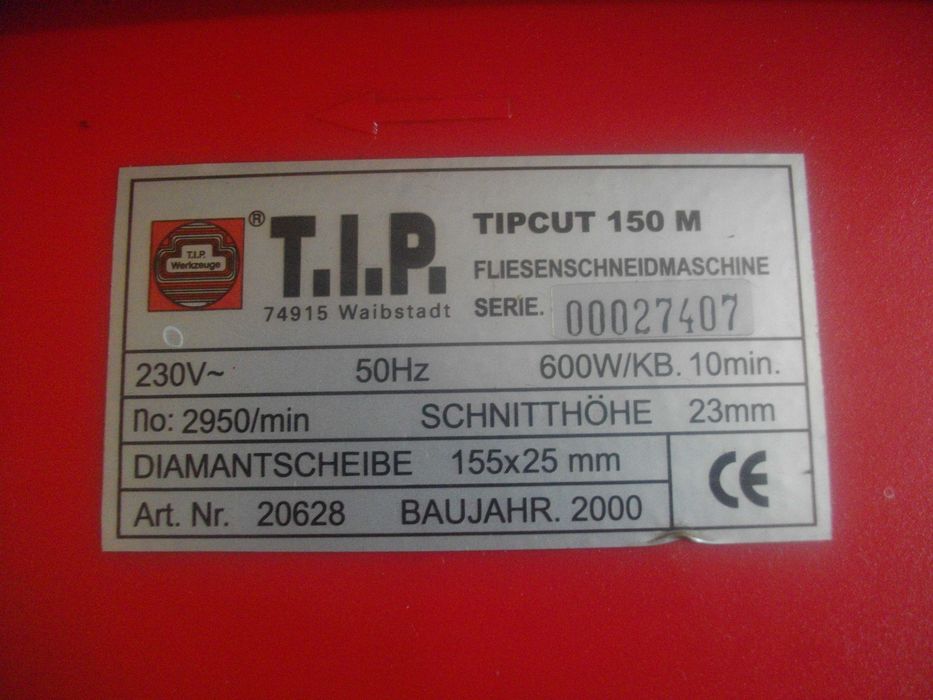 T.I.P.
Werkzeuge
® T.I.P.
74915 Waibstadt
TIPCUT 150 M
FLIESENSCHNEIDMASCHINE
SERIE. 00027407
230V~ 50Hz 600W/KB. 10min.
no: 2950/min SCHNITTHÖHE 23mm
DIAMANTSCHEIBE 155x25 mm
CE
Art. Nr. 20628 BAUJAHR. 2000